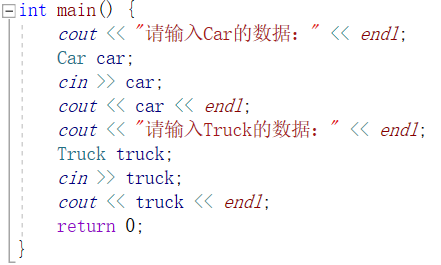 int main() {
cout << "请输入Car的数据：" << endl;
Car car;
cin >> car;
cout << car << endl;
cout << "请输入Truck的数据：" << endl;
Truck truck;
cin >> truck;
cout << truck << endl;
return 0;
}